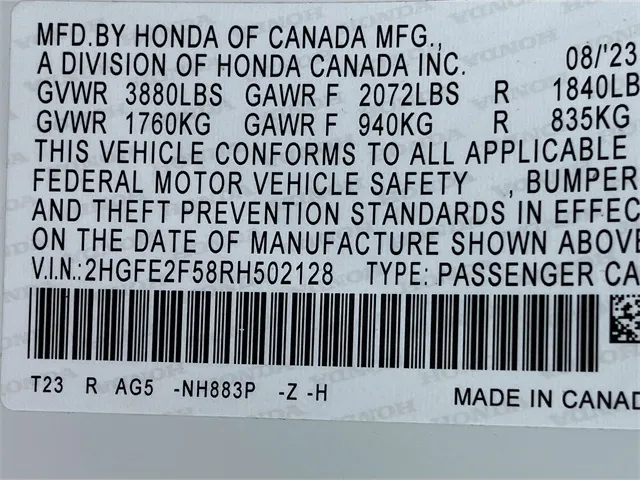 MFD.BY HONDA OF CANADA MFG.,
A DIVISION OF HONDA CANADA INC. 08/'23
GVWR 3880LBS GAWR F 2072LBS R 1840LB
GVWR 1760KG GAWR F 940KG R 835KG
THIS VEHICLE CONFORMS TO ALL APPLICABLE
FEDERAL MOTOR VEHICLE SAFETY , BUMPER
AND THEFT PREVENTION STANDARDS IN EFFEC
ON THE DATE OF MANUFACTURE SHOWN ABOVE
V.I.N.:2HGFE2F58RH502128 TYPE: PASSENGER CA
T23 R AG5 -NH883P -Z -H
MADE IN CANAD